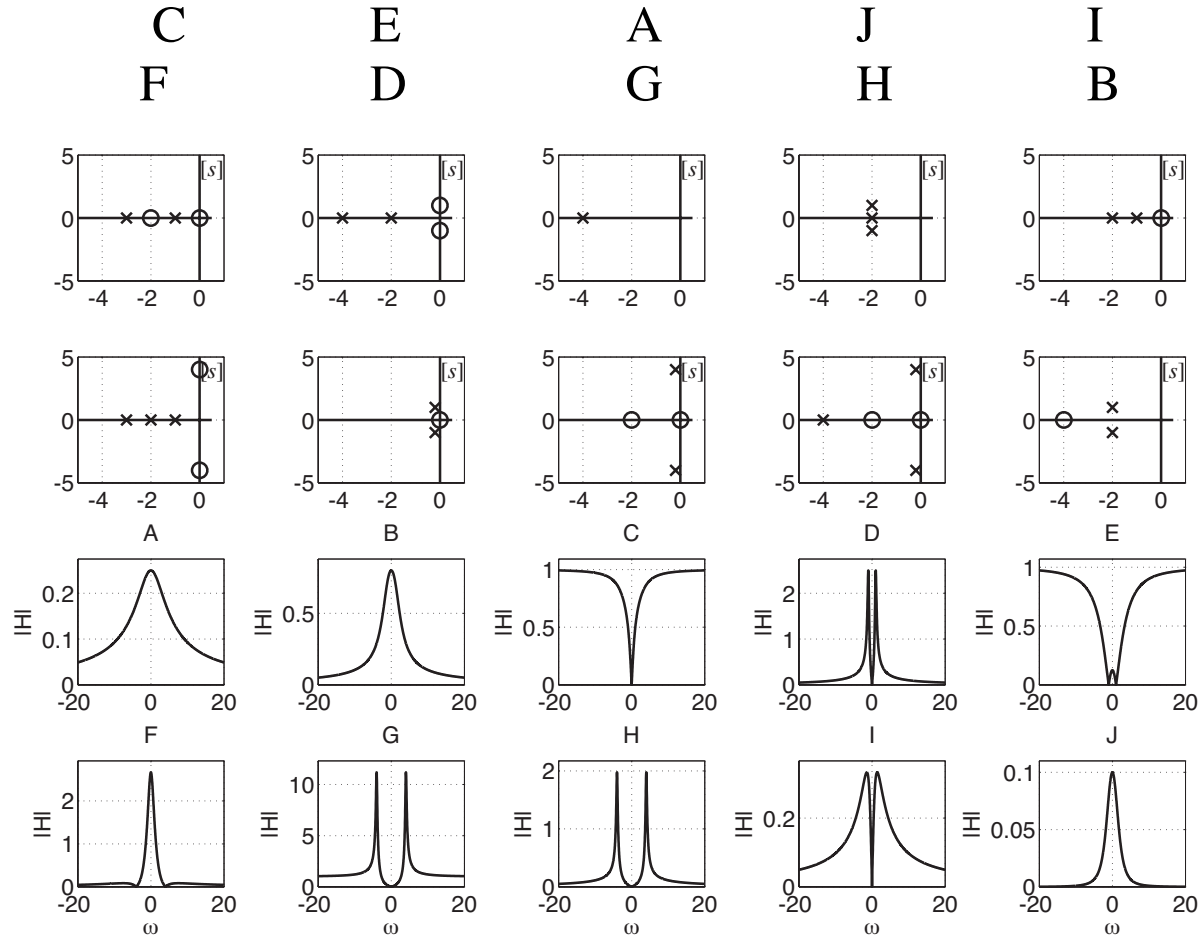 C E A J I
F D G H B
5 5 5 5 5
[s] [s] [s] [s] [s]
0 0 0 0 0
-5 -5 -5 -5 -5
-4 -2 0 -4 -2 0 -4 -2 0 -4 -2 0 -4 -2 0
5 5 5 5 5
[s] [s] [s] [s] [s]
0 0 0 0 0
-5 -5 -5 -5 -5
-4 -2 0 -4 -2 0 -4 -2 0 -4 -2 0 -4 -2 0
A B C D E
1 1
0.2 0.5 2
|H| |H| |H| |H| |H|
0.1 0.5 1 0.5
0 0 0 0 0
-20 0 20 -20 0 20 -20 0 20 -20 0 20 -20 0 20
F G H I J
10 2 0.1
2
|H| |H| |H| |H| |H|
5 1 0.2 0.05
1
0 0 0 0 0
-20 0 20 -20 0 20 -20 0 20 -20 0 20 -20 0 20
ω ω ω ω ω